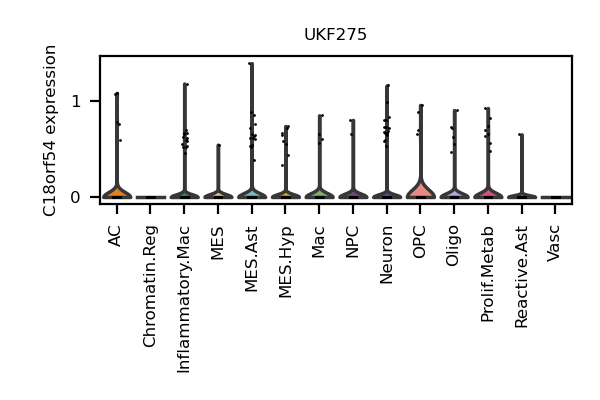 UKF275
C18orf54 expression
1
0
AC
Chromatin.Reg
Inflammatory.Mac
MES
MES.Ast
MES.Hyp
Mac
NPC
Neuron
OPC
Oligo
Prolif.Metab
Reactive.Ast
Vasc